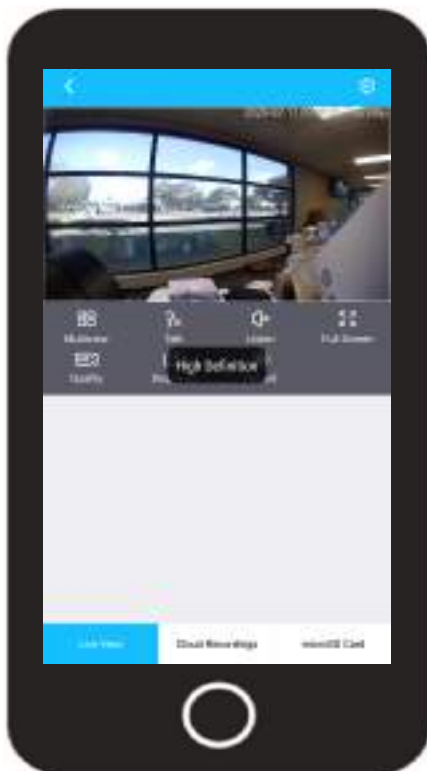 Multiview Talk Listen Full Screen
Quality
High Definition
Live View Cloud Recordings microSD Card